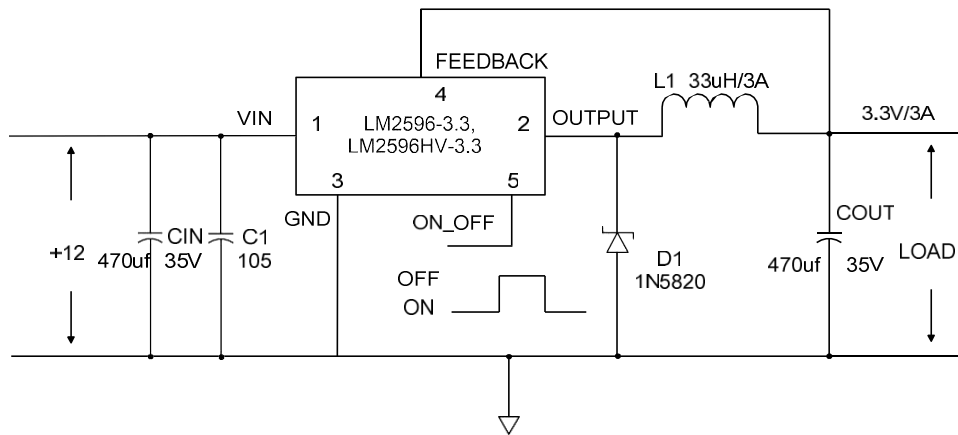 FEEDBACK
L1 33uH/3A
4
VIN
1
LM2596-3.3,
LM2596HV-3.3
2
OUTPUT
3.3V/3A
3
5
GND
ON_OFF
COUT
+12
CIN
470uf 35V
C1
105
D1
1N5820
470uf 35V
LOAD
OFF
ON